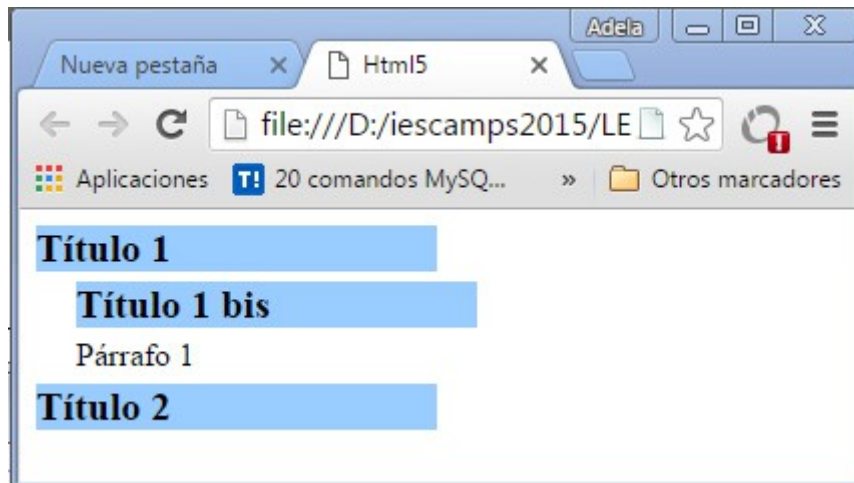 Adela
Nueva pestaña
Html5
file:///D:/iescamps2015/LE
Aplicaciones
T! 20 comandos MySQ...
»
Otros marcadores
Título 1
Título 1 bis
Párrafo 1
Título 2